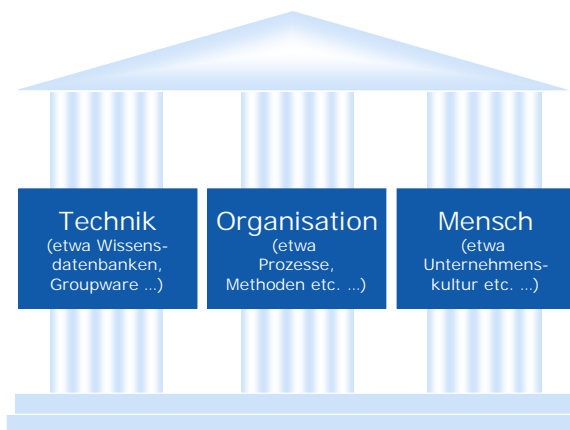 Technik
(etwa Wissens-
datenbanken,
Groupware ...)
Organisation
(etwa
Prozesse,
Methoden etc. ...)
Mensch
(etwa
Unternehmens-
kultur etc. ...)